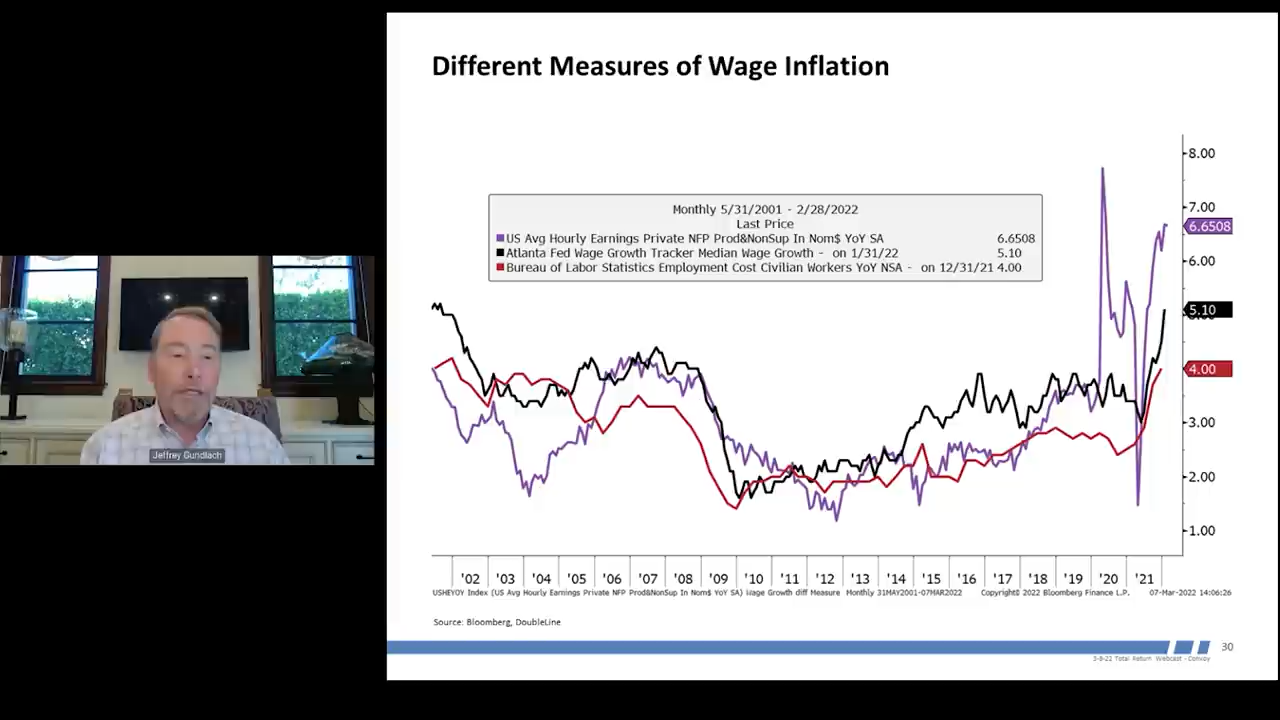 Different Measures of Wage Inflation
Monthly 5/31/2001 - 2/28/2022
Last Price
US Avg Hourly Earnings Private NFP Prod&NonSup In Nom$ YoY SA 6.6508
Atlanta Fed Wage Growth Tracker Median Wage Growth - on 1/31/22 5.10
Bureau of Labor Statistics Employment Cost Civilian Workers YoY NSA - on 12/31/21 4.00
8.00
7.00
6.6508
6.00
5.10
4.00
3.00
2.00
1.00
Jeffrey Gundlach
'02 '03 '04 '05 '06 '07 '08 '09 '10 '11 '12 '13 '14 '15 '16 '17 '18 '19 '20 '21
USHEYOY Index (US Avg Hourly Earnings Private NFP Prod&NonSup In Nom$ YoY SA) Wage Growth diff Measure Monthly 31MAY2001-07MAR2022 Copyright© 2022 Bloomberg Finance L.P. 07-Mar-2022 14:06:26
Source: Bloomberg, DoubleLine
30
3-8-22 Total Return Webcast - Convoy